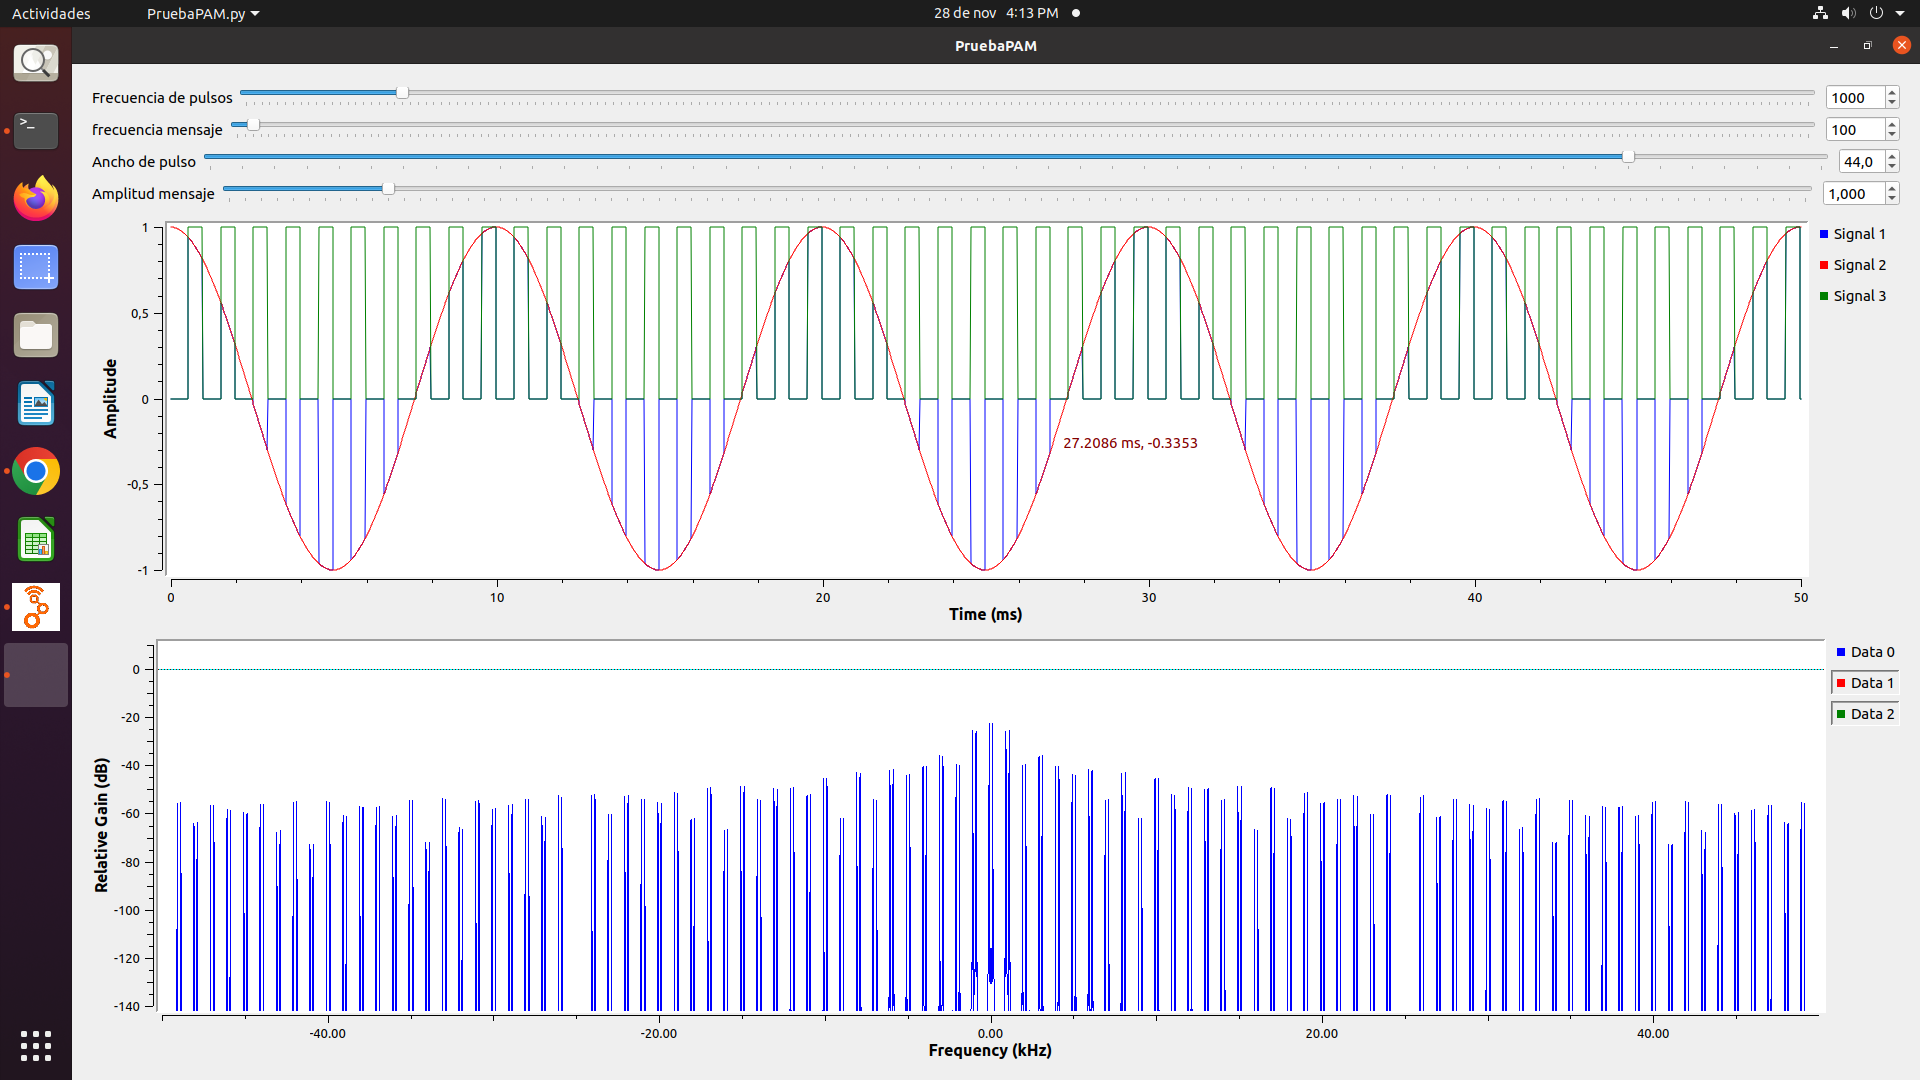 Actividades PruebaPAM.py 28 de nov 4:13 PM
PruebaPAM
Frecuencia de pulsos 1000
frecuencia mensaje 100
Ancho de pulso 44,0
Amplitud mensaje 1,000
Signal 1
Signal 2
Signal 3
Amplitude
1
0,5
0
-0,5
-1
27.2086 ms, -0.3353
0 10 20 30 40 50
Time (ms)
Data 0
Data 1
Data 2
Relative Gain (dB)
0
-20
-40
-60
-80
-100
-120
-140
-40.00 -20.00 0.00 20.00 40.00
Frequency (kHz)